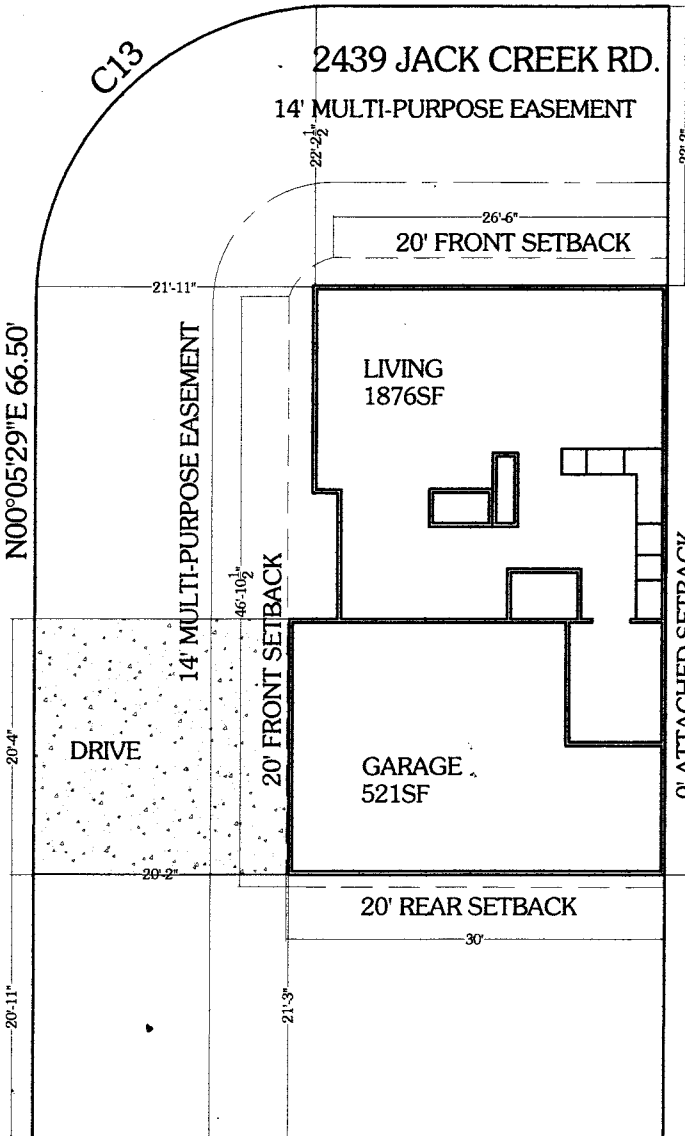 C13
2439 JACK CREEK RD.
14' MULTI-PURPOSE EASEMENT
22'-2½"
26'-6"
20' FRONT SETBACK
21'-11"
N00°05'29"E 66.50'
14' MULTI-PURPOSE EASEMENT
LIVING
1876SF
46'-10½"
20' FRONT SETBACK
0' ATTACHED SETBACK
20'-4"
DRIVE
GARAGE
521SF
20'-2"
20' REAR SETBACK
30'
20'-11"
21'-3"